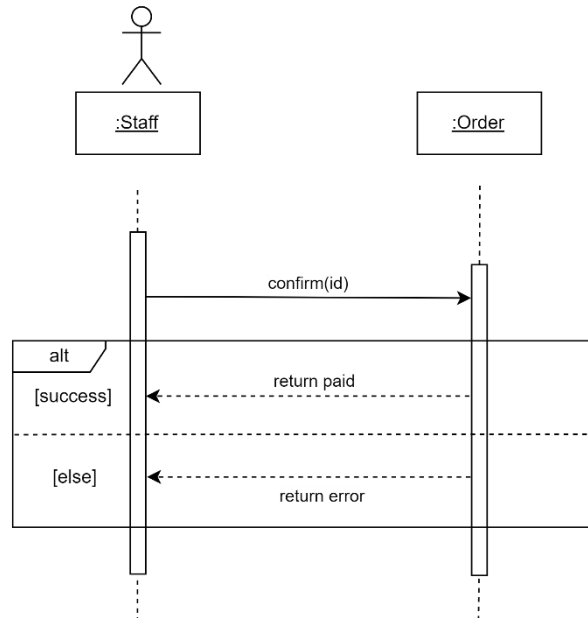 :Staff
:Order
confirm(id)
alt
[success]
return paid
[else]
return error